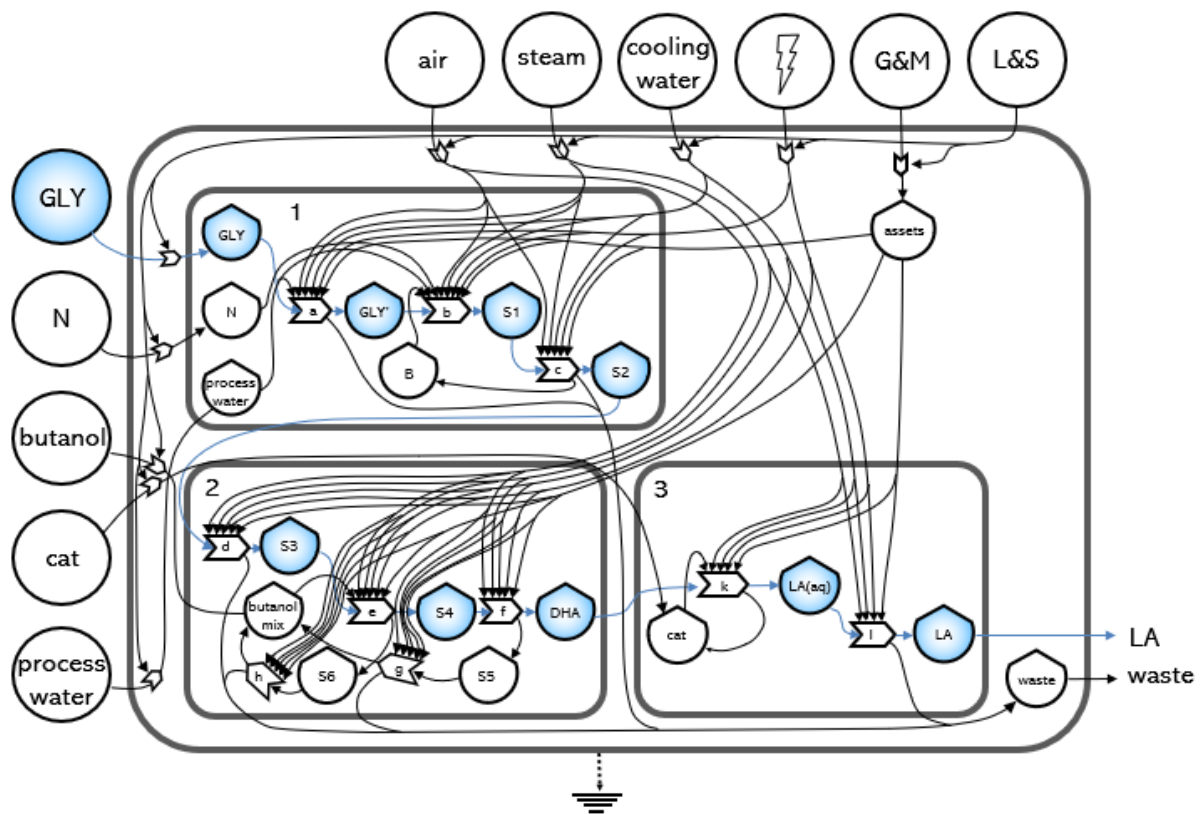 air
steam
cooling
water
G&M
L&S
GLY
N
butanol
cat
process
water
1
GLY
N
process
water
a
GLY'
b
S1
B
c
S2
assets
2
d
S3
butanol
mix
e
S4
f
DHA
h
S6
g
S5
3
k
LA(aq)
cat
l
LA
waste
LA
waste